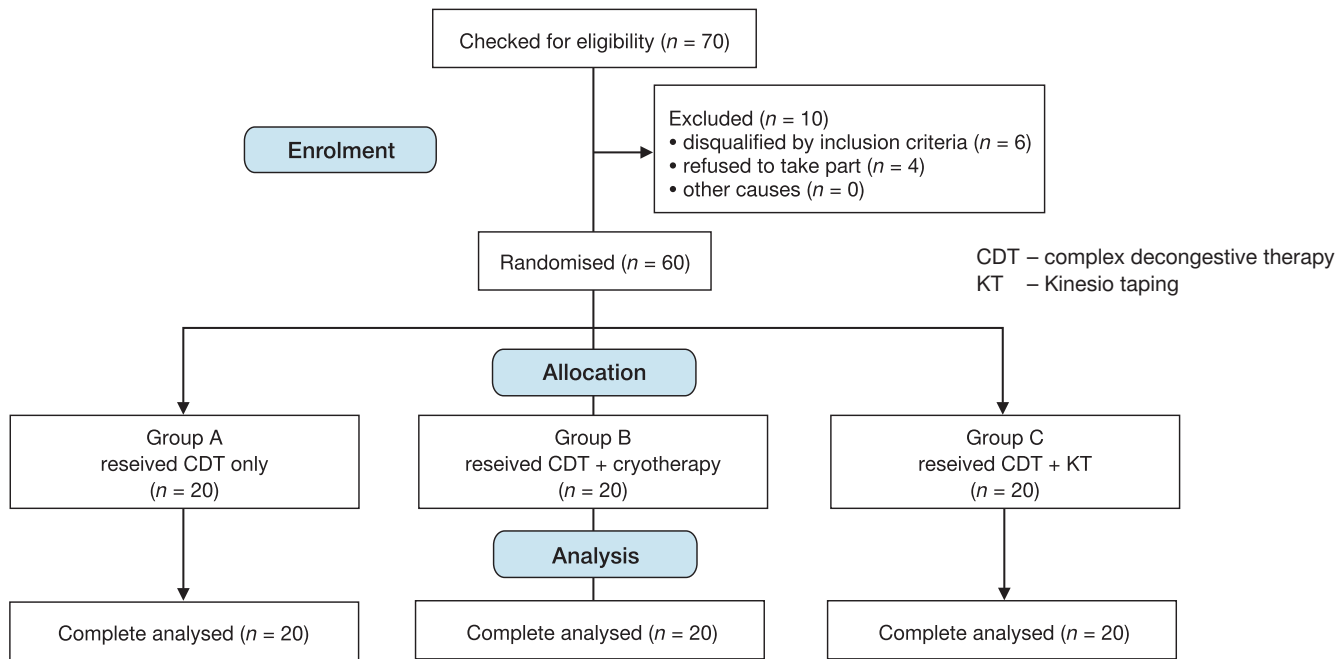 Checked for eligibility (n = 70)
Excluded (n = 10)
• disqualified by inclusion criteria (n = 6)
• refused to take part (n = 4)
• other causes (n = 0)
Enrolment
Randomised (n = 60)
CDT – complex decongestive therapy
KT – Kinesio taping
Allocation
Group A
reseived CDT only
(n = 20)
Group B
reseived CDT + cryotherapy
(n = 20)
Group C
reseived CDT + KT
(n = 20)
Analysis
Complete analysed (n = 20)
Complete analysed (n = 20)
Complete analysed (n = 20)